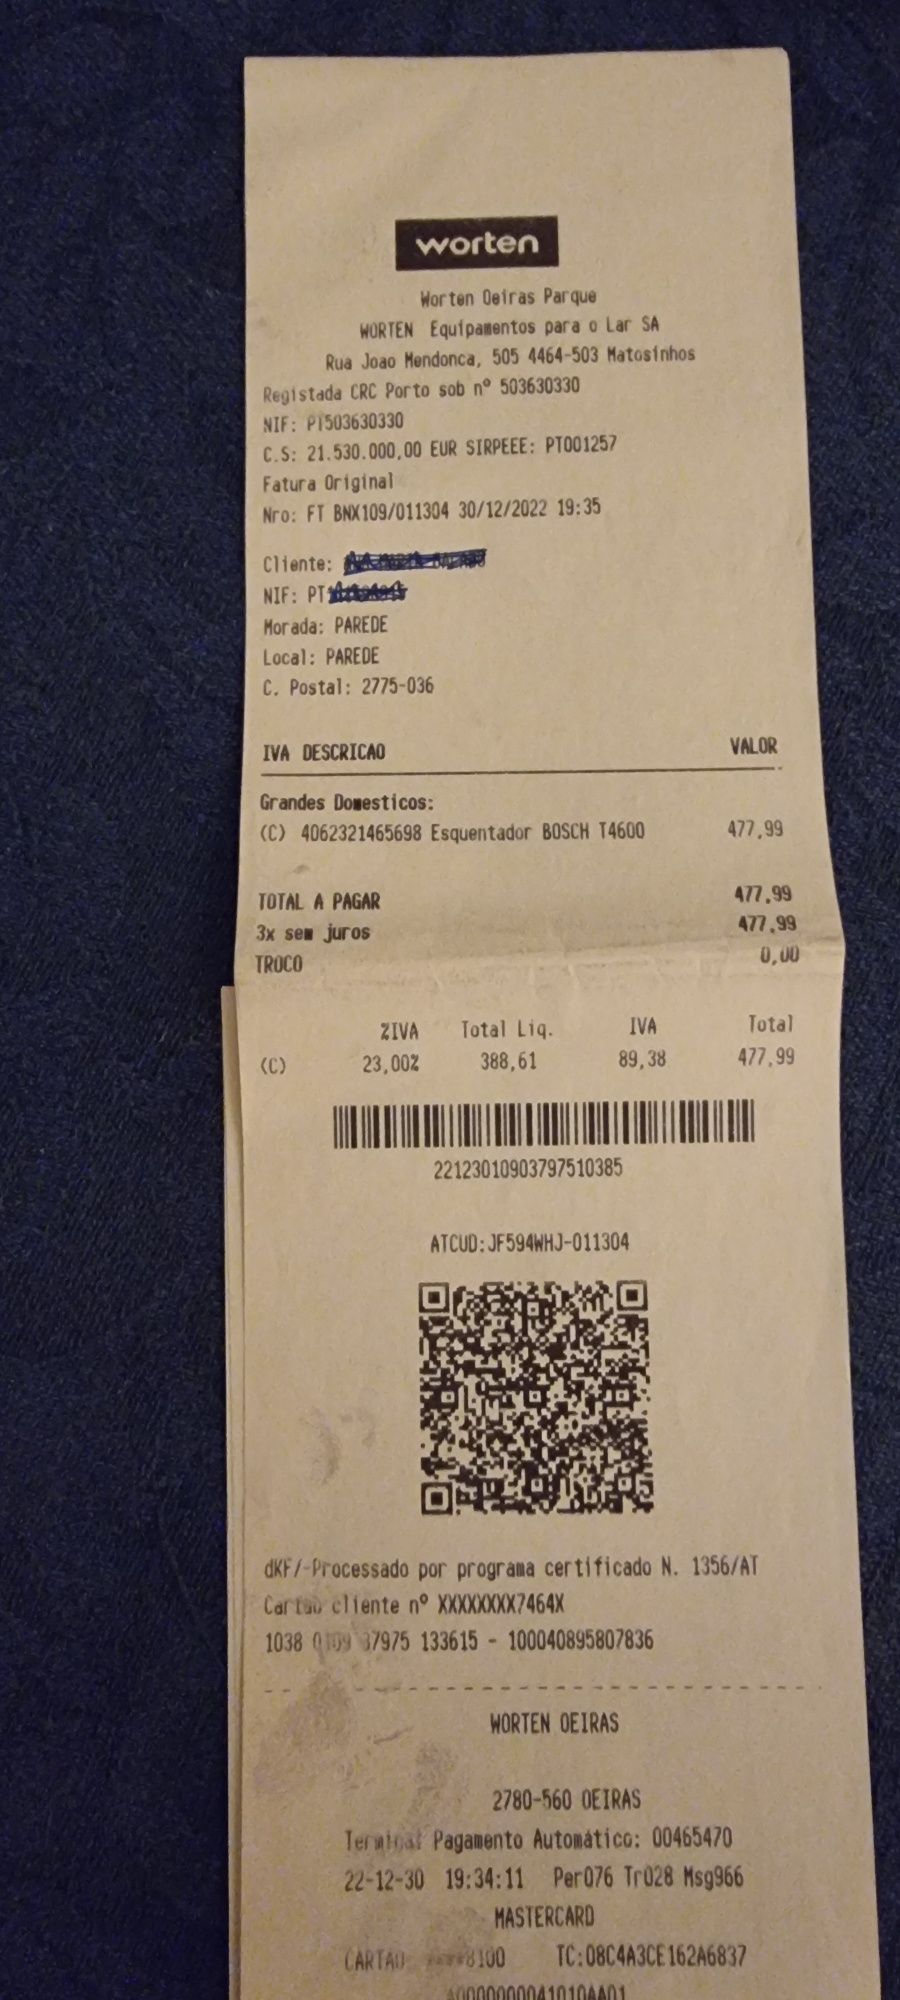 worten
Worten Oeiras Parque
WORTEN Equipamentos para o Lar SA
Rua Joao Mendonca, 505 4464-503 Matosinhos
Registada CRC Porto sob nº 503630330
NIF: PT503630330
C.S: 21.530.000,00 EUR SIRPEEE: PT001257
Fatura Original
Nro: FT BNX109/011304 30/12/2022 19:35
Cliente:
NIF: PT
Morada: PAREDE
Local: PAREDE
C. Postal: 2775-036
IVA DESCRICAO VALOR
Grandes Domesticos:
(C) 4062321465698 Esquentador BOSCH T4600 477,99
TOTAL A PAGAR 477,99
3x sem juros 477,99
TROCO 0,00
%IVA Total Liq. IVA Total
(C) 23,00% 388,61 89,38 477,99
22123010903797510385
ATCUD:JF594WHJ-011304
dKF/-Processado por programa certificado N. 1356/AT
Cartao cliente nº XXXXXXXX7464X
1038 0109 37975 133615 - 100040895807836
WORTEN OEIRAS
2780-560 OEIRAS
Terminal Pagamento Automático: 00465470
22-12-30 19:34:11 Per076 Tr028 Msg966
MASTERCARD
CARTAO ****8100 TC:08C4A3CE162A6837